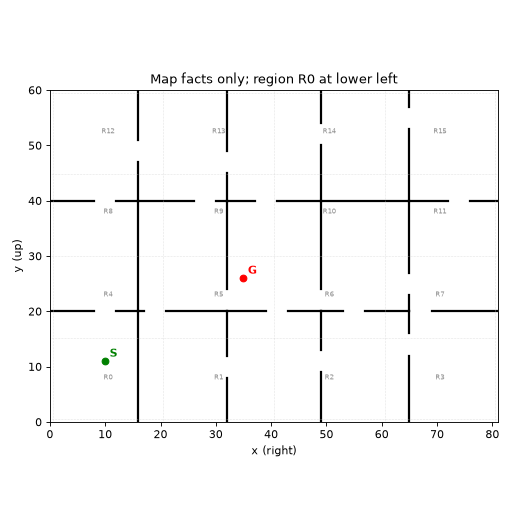 Map facts only; region R0 at lower left
60
R12
R13
R14
R15
50
40
R8
R9
R10
R11
y (up)
30
G
R4
R5
R6
R7
20
S
10
R0
R1
R2
R3
0
0 10 20 30 40 50 60 70 80
x (right)